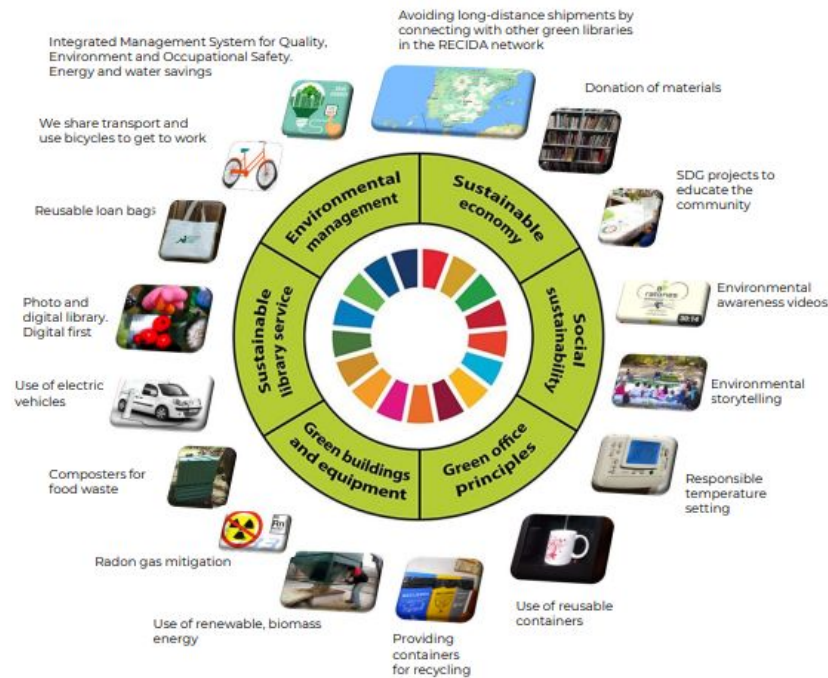 Avoiding long-distance shipments by
connecting with other green libraries
in the RECIDA network
Integrated Management System for Quality,
Environment and Occupational Safety.
Energy and water savings
Donation of materials
We share transport and
use bicycles to get to work
SDG projects to
educate the
community
Reusable loan bags
Environmental
awareness videos
30:14
Photo and
digital library.
Digital first
Environmental
storytelling
Use of electric
vehicles
Responsible
temperature
setting
Composters for
food waste
Rn
Radon gas mitigation
Use of reusable
containers
Use of renewable, biomass
energy
Providing
containers
for recycling
Environmental
management
Sustainable
economy
Social
sustainability
Green office
principles
Green buildings
and equipment
Sustainable
library service